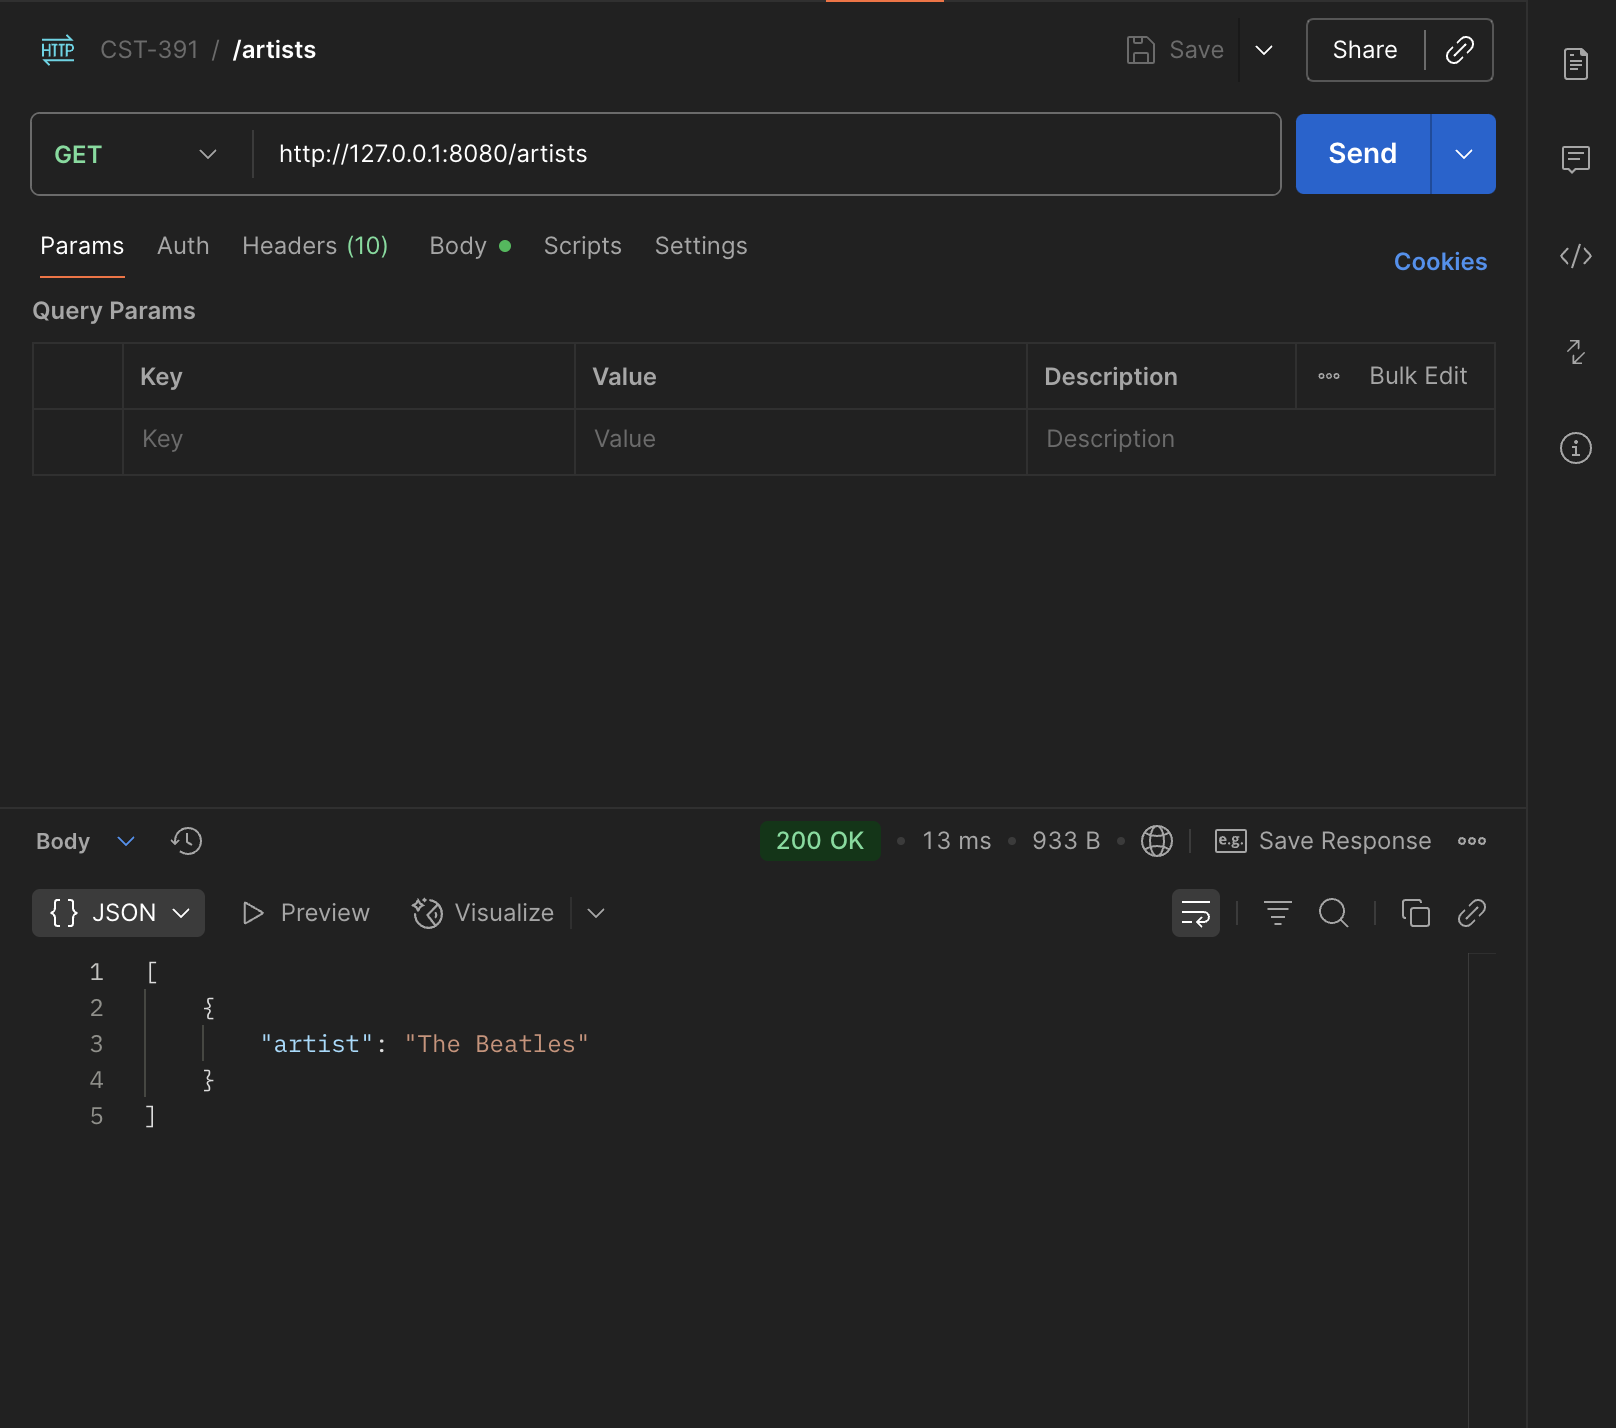 HTTP CST-391 / /artists Save Share
GET http://127.0.0.1:8080/artists Send
Params Auth Headers (10) Body Scripts Settings
Cookies
Query Params
Key Value Description Bulk Edit
Key Value Description
Body 200 OK • 13 ms • 933 B • e.g. Save Response
{} JSON Preview Visualize
1 [
2 {
3 "artist": "The Beatles"
4 }
5 ]